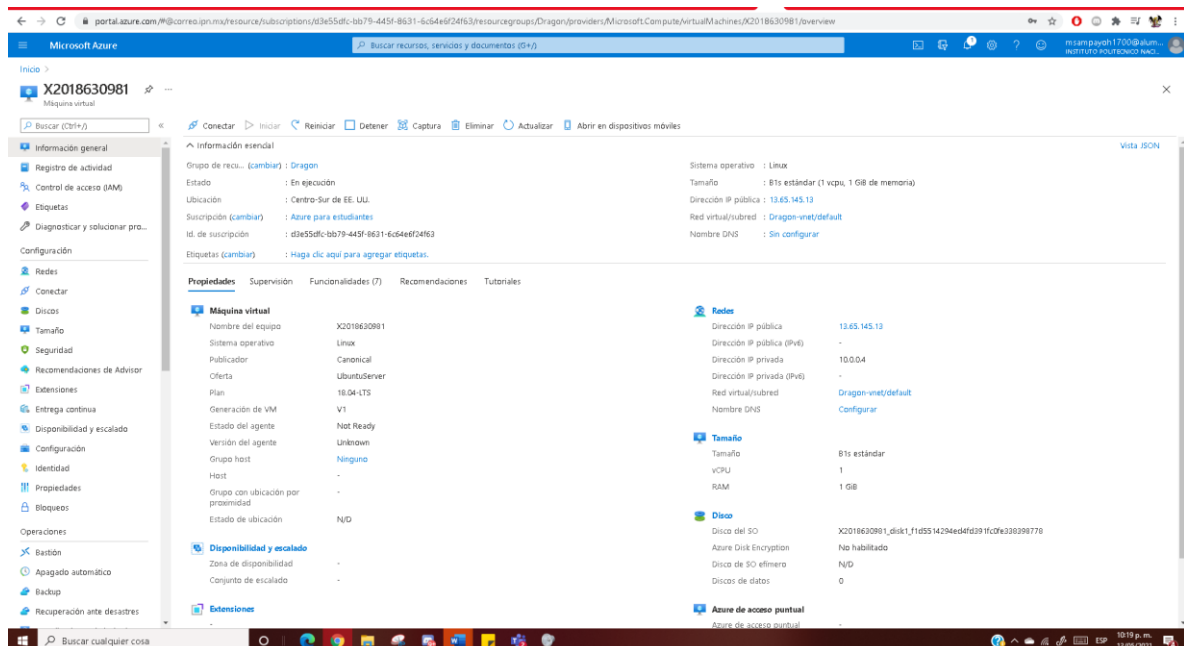 portal.azure.com/#@correo.ipn.mx/resource/subscriptions/d3e55dfc-bb79-445f-8631-6c64e6f24f63/resourcegroups/Dragon/providers/Microsoft.Compute/virtualMachines/X2018630981/overview
Microsoft Azure
Buscar recursos, servicios y documentos (G+/)
msampayoh1700@alum...
INSTITUTO POLITECNICO NACI...
Inicio >
X2018630981
Máquina virtual
Buscar (Ctrl+/)
Conectar Iniciar Reiniciar Detener Captura Eliminar Actualizar Abrir en dispositivos móviles
Información general
Registro de actividad
Control de acceso (IAM)
Etiquetas
Diagnosticar y solucionar pro...
Configuración
Redes
Conectar
Discos
Tamaño
Seguridad
Recomendaciones de Advisor
Extensiones
Entrega continua
Disponibilidad y escalado
Configuración
Identidad
Propiedades
Bloqueos
Operaciones
Bastión
Apagado automático
Backup
Recuperación ante desastres
Información esencial
Vista JSON
Grupo de recu... (cambiar) : Dragon
Estado : En ejecución
Ubicación : Centro-Sur de EE. UU.
Suscripción (cambiar) : Azure para estudiantes
Id. de suscripción : d3e55dfc-bb79-445f-8631-6c64e6f24f63
Etiquetas (cambiar) : Haga clic aquí para agregar etiquetas.
Sistema operativo : Linux
Tamaño : B1s estándar (1 vcpu, 1 GiB de memoria)
Dirección IP pública : 13.65.145.13
Red virtual/subred : Dragon-vnet/default
Nombre DNS : Sin configurar
Propiedades Supervisión Funcionalidades (7) Recomendaciones Tutoriales
Máquina virtual
Nombre del equipo X2018630981
Sistema operativo Linux
Publicador Canonical
Oferta UbuntuServer
Plan 18.04-LTS
Generación de VM V1
Estado del agente Not Ready
Versión del agente Unknown
Grupo host Ninguno
Host -
Grupo con ubicación por proximidad -
Estado de ubicación N/D
Disponibilidad y escalado
Zona de disponibilidad -
Conjunto de escalado -
Extensiones
-
Redes
Dirección IP pública 13.65.145.13
Dirección IP pública (IPv6) -
Dirección IP privada 10.0.0.4
Dirección IP privada (IPv6) -
Red virtual/subred Dragon-vnet/default
Nombre DNS Configurar
Tamaño
Tamaño B1s estándar
vCPU 1
RAM 1 GiB
Disco
Disco del SO X2018630981_disk1_f1d5514294ed4fd391fc0fe338398778
Azure Disk Encryption No habilitado
Disco de SO efímero N/D
Discos de datos 0
Azure de acceso puntual
Azure de acceso puntual -
Buscar cualquier cosa
ESP
10:19 p. m.